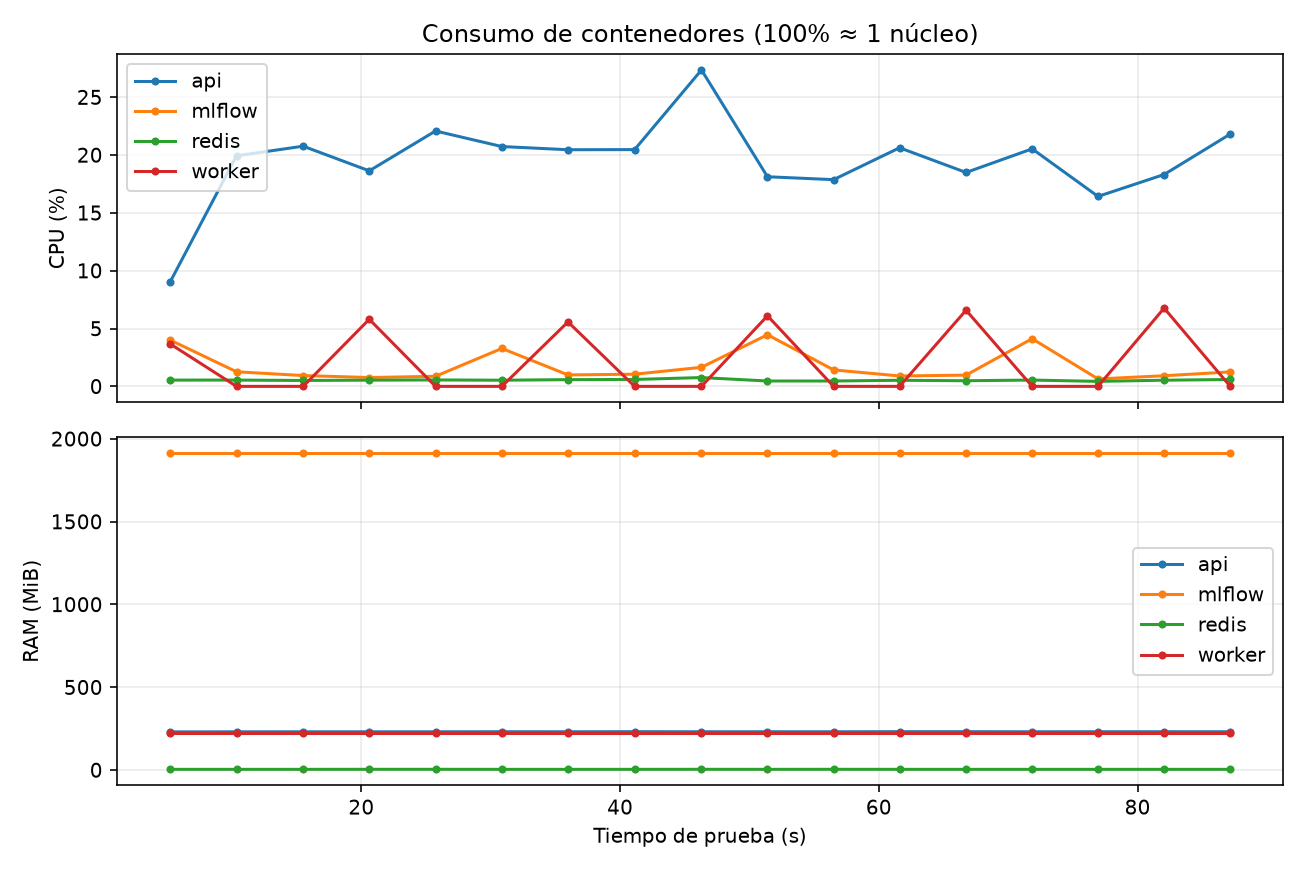 Consumo de contenedores (100% ≈ 1 núcleo)
api
mlflow
redis
worker
CPU (%)
25
20
15
10
5
0
2000
1500
1000
500
0
RAM (MiB)
api
mlflow
redis
worker
20 40 60 80
Tiempo de prueba (s)